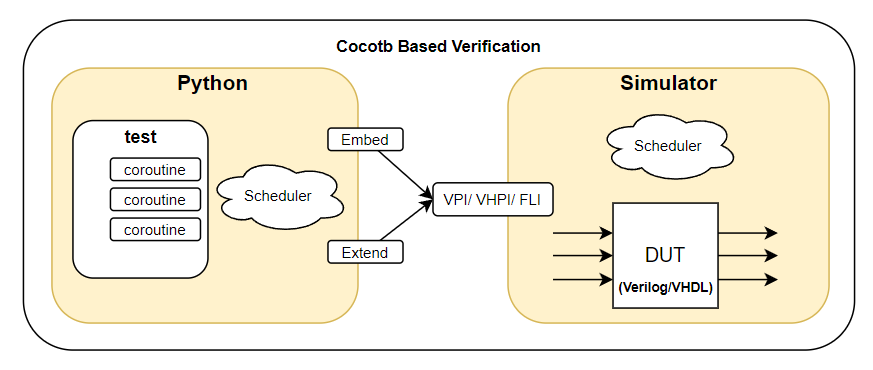 Cocotb Based Verification
Python
test
coroutine
coroutine
coroutine
Scheduler
Embed
Extend
VPI/ VHPI/ FLI
Simulator
Scheduler
DUT
(Verilog/VHDL)